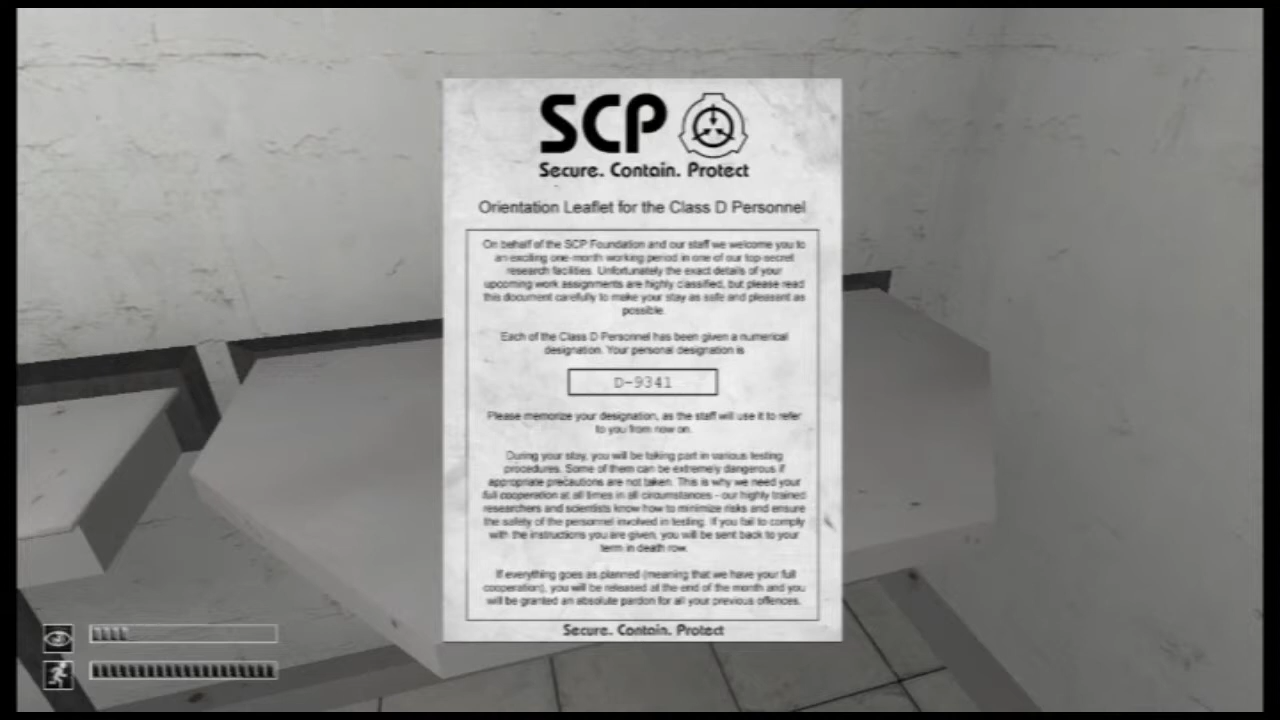 SCP
Secure. Contain. Protect
Orientation Leaflet for the Class D Personnel
On behalf of the SCP Foundation and our staff we welcome you to
an exciting one-month working period in one of our top-secret
research facilities. Unfortunately the exact details of your
upcoming work assignments are highly classified, but please read
this document carefully to make your stay as safe and pleasant as
possible.
Each of the Class D Personnel has been given a numerical
designation. Your personal designation is
D-9341
Please memorize your designation, as the staff will use it to refer
to you from now on.
During your stay, you will be taking part in various testing
procedures. Some of them can be extremely dangerous if
appropriate precautions are not taken. This is why we need your
full cooperation at all times in all circumstances - our highly trained
researchers and scientists know how to minimize risks and ensure
the safety of the personnel involved in testing. If you fail to comply
with the instructions you are given, you will be sent back to your
term in death row.
If everything goes as planned (meaning that we have your full
cooperation), you will be released at the end of the month and you
will be granted an absolute pardon for all your previous offences.
Secure. Contain. Protect